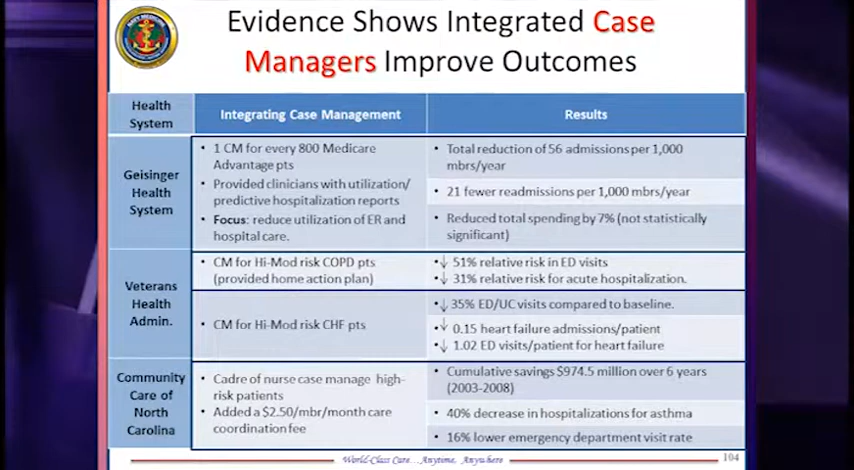 Evidence Shows Integrated Case
Managers Improve Outcomes
Health
System
Integrating Case Management
Results
Geisinger
Health
System
• 1 CM for every 800 Medicare
Advantage pts
• Provided clinicians with utilization/
predictive hospitalization reports
• Focus: reduce utilization of ER and
hospital care.
• Total reduction of 56 admissions per 1,000
mbrs/year
• 21 fewer readmissions per 1,000 mbrs/year
• Reduced total spending by 7% (not statistically
significant)
Veterans
Health
Admin.
• CM for Hi-Mod risk COPD pts
(provided home action plan)
•↓ 51% relative risk in ED visits
•↓ 31% relative risk for acute hospitalization.
• CM for Hi-Mod risk CHF pts
•↓ 35% ED/UC visits compared to baseline.
•↓ 0.15 heart failure admissions/patient
•↓ 1.02 ED visits/patient for heart failure
Community
Care of
North
Carolina
• Cadre of nurse case manage high-
risk patients
• Added a $2.50/mbr/month care
coordination fee
• Cumulative savings $974.5 million over 6 years
(2003-2008)
• 40% decrease in hospitalizations for asthma
• 16% lower emergency department visit rate
World-Class Care...Anytime, Anywhere
104